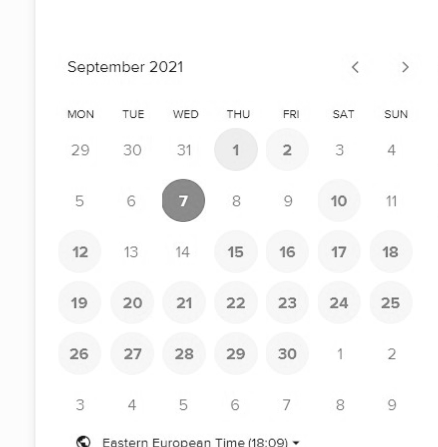 September 2021
MON TUE WED THU FRI SAT SUN
29 30 31 1 2 3 4
5 6 7 8 9 10 11
12 13 14 15 16 17 18
19 20 21 22 23 24 25
26 27 28 29 30 1 2
3 4 5 6 7 8 9
Eastern European Time (18:09)